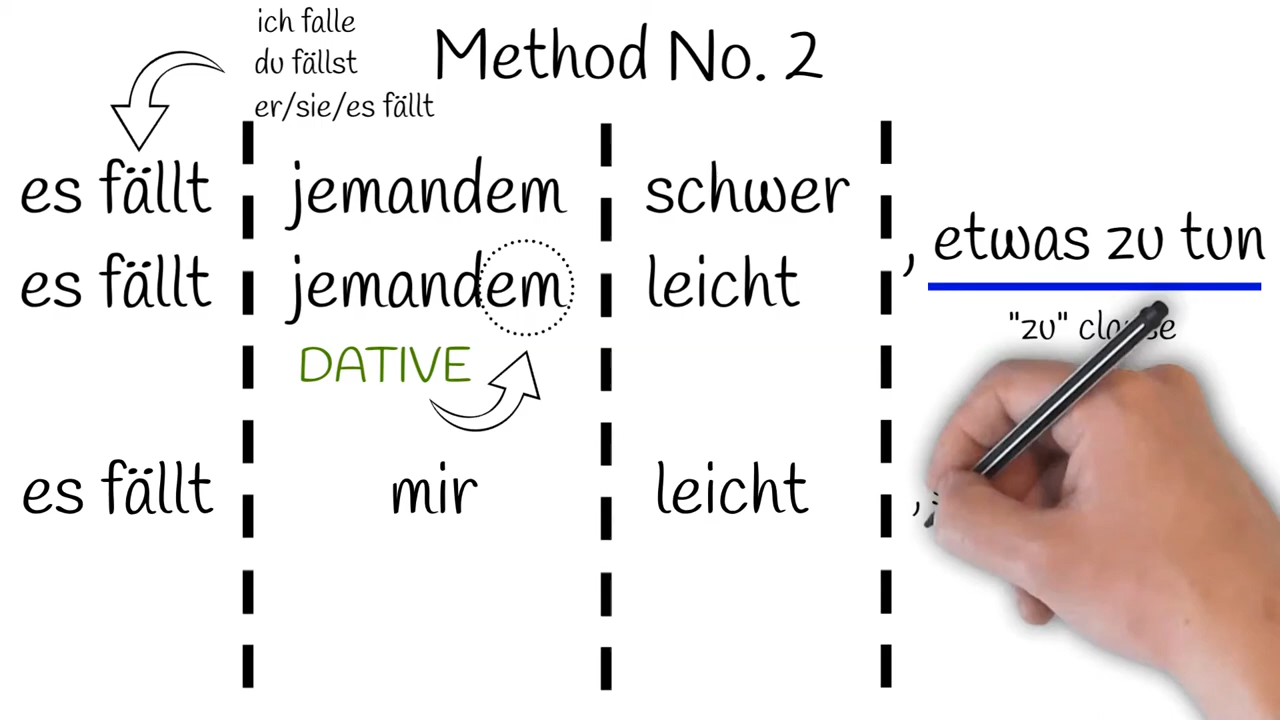 ich falle
du fällst
er/sie/es fällt
Method No. 2
es fällt jemandem schwer
es fällt jemandem leicht
, etwas zu tun
"zu"
DATIVE
es fällt mir leicht ,